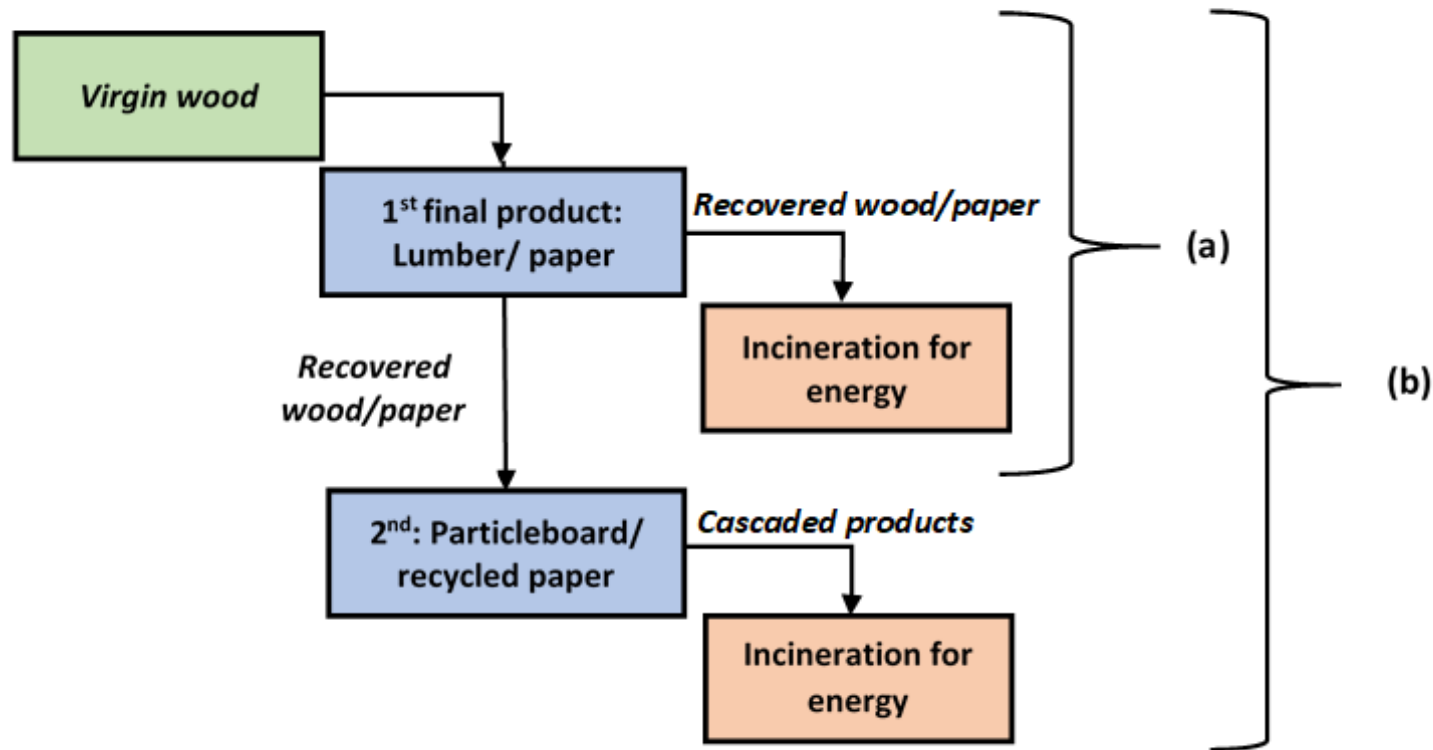 Virgin wood
1st final product:
Lumber/ paper
Recovered wood/paper
(a)
Incineration for
energy
Recovered
wood/paper
(b)
2nd: Particleboard/
recycled paper
Cascaded products
Incineration for
energy